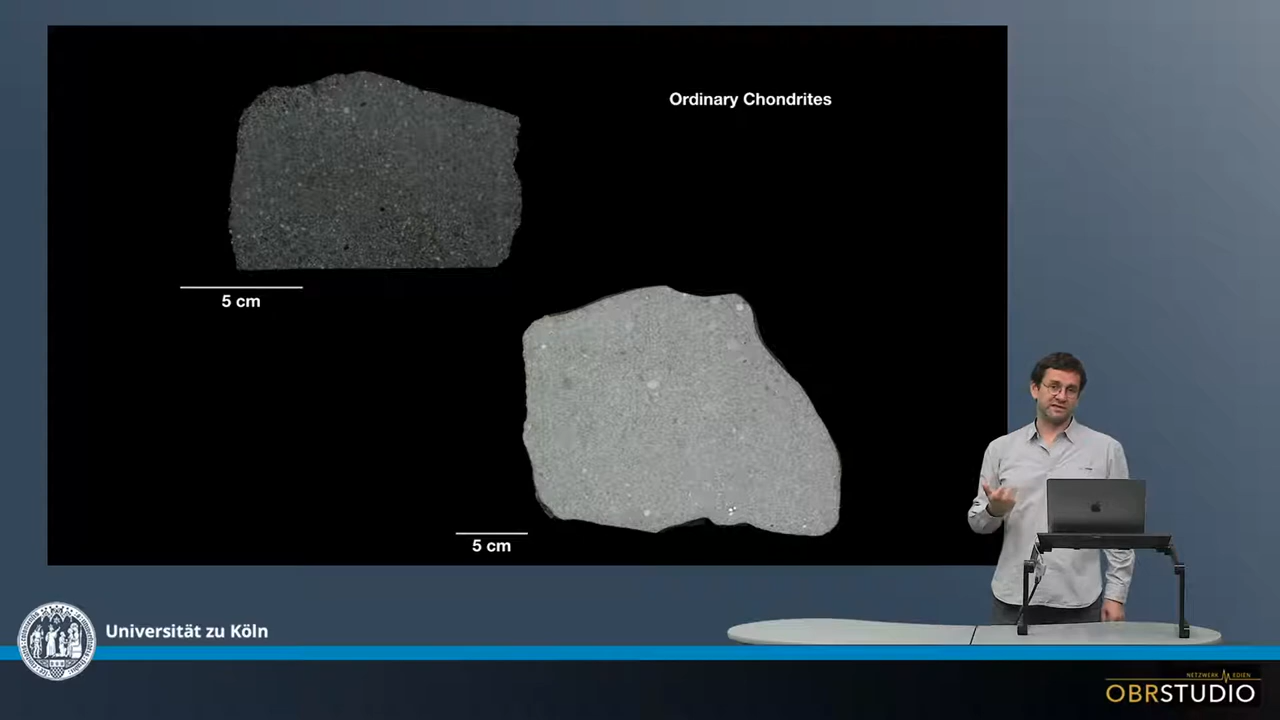 Ordinary Chondrites
5 cm
5 cm
Universität zu Köln
NETZWERK MEDIEN
OBRSTUDIO